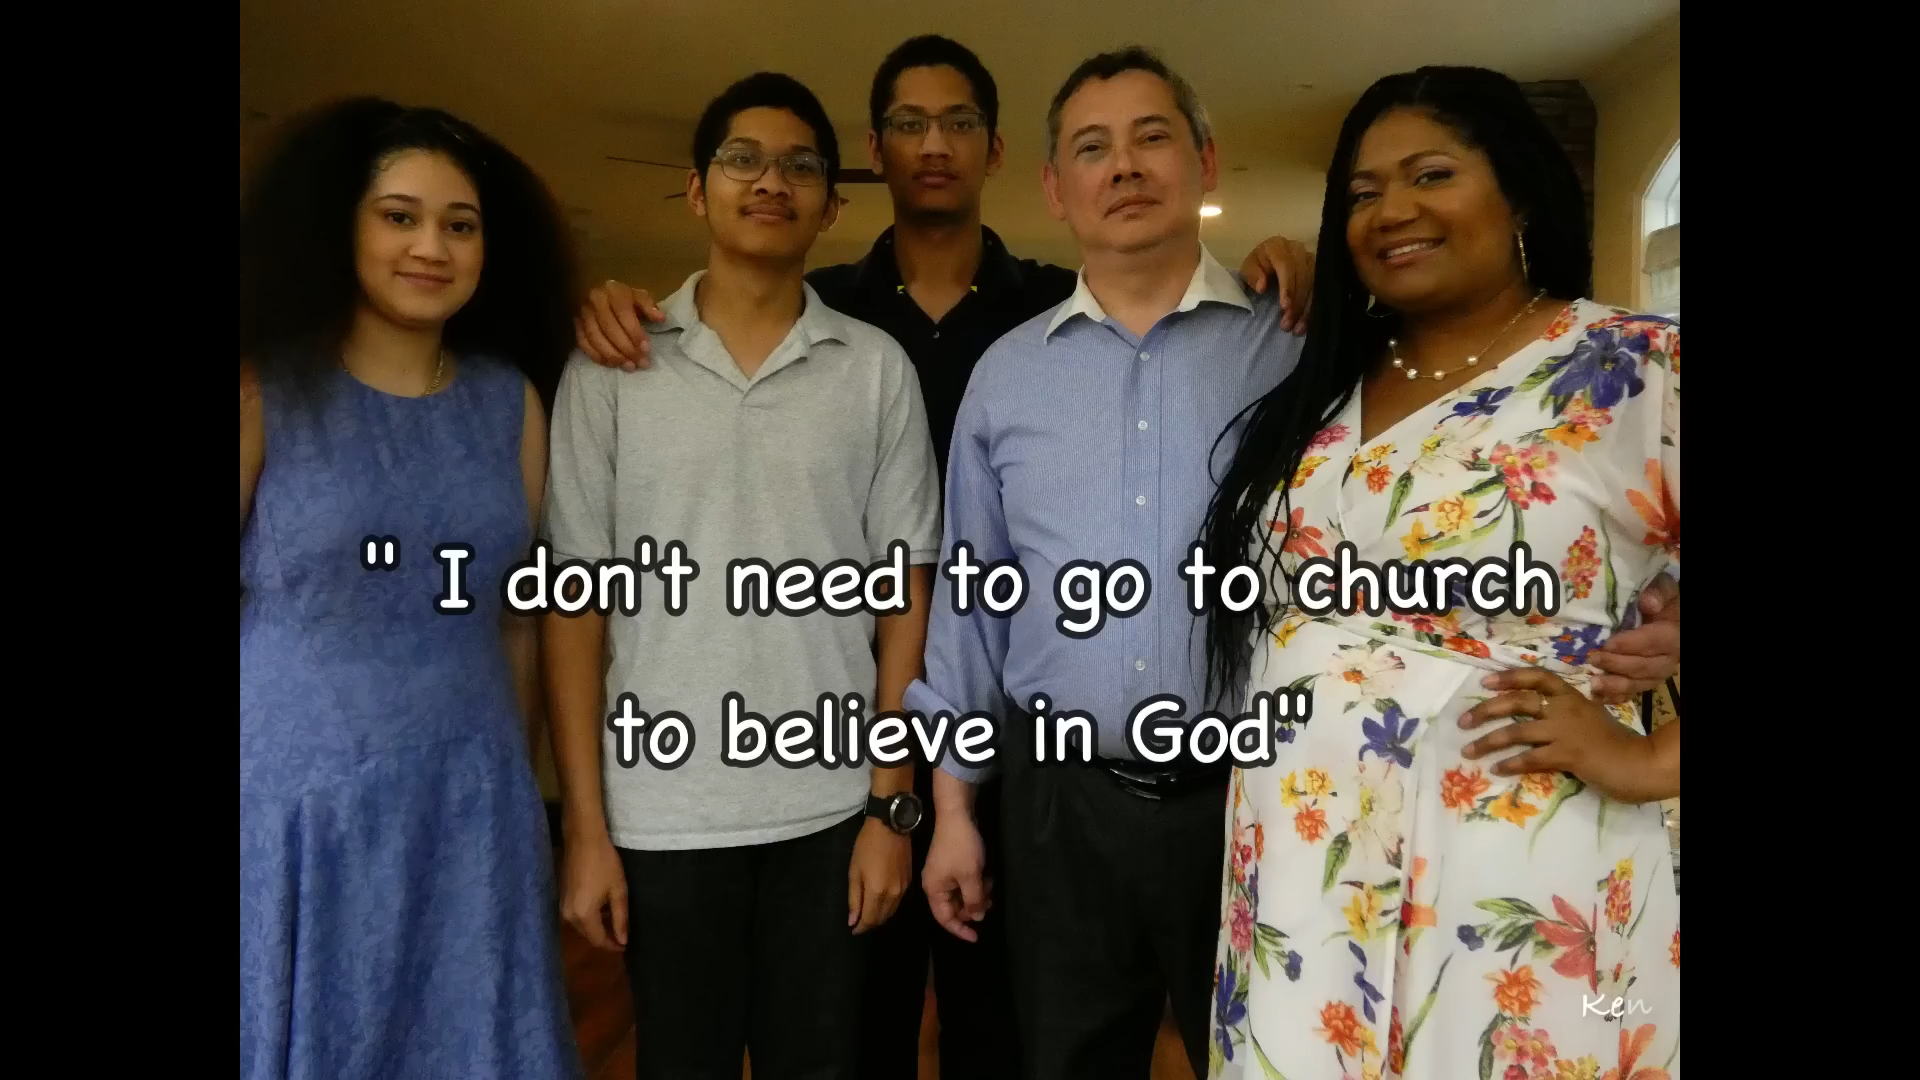 " I don't need to go to church
to believe in God"
Ken